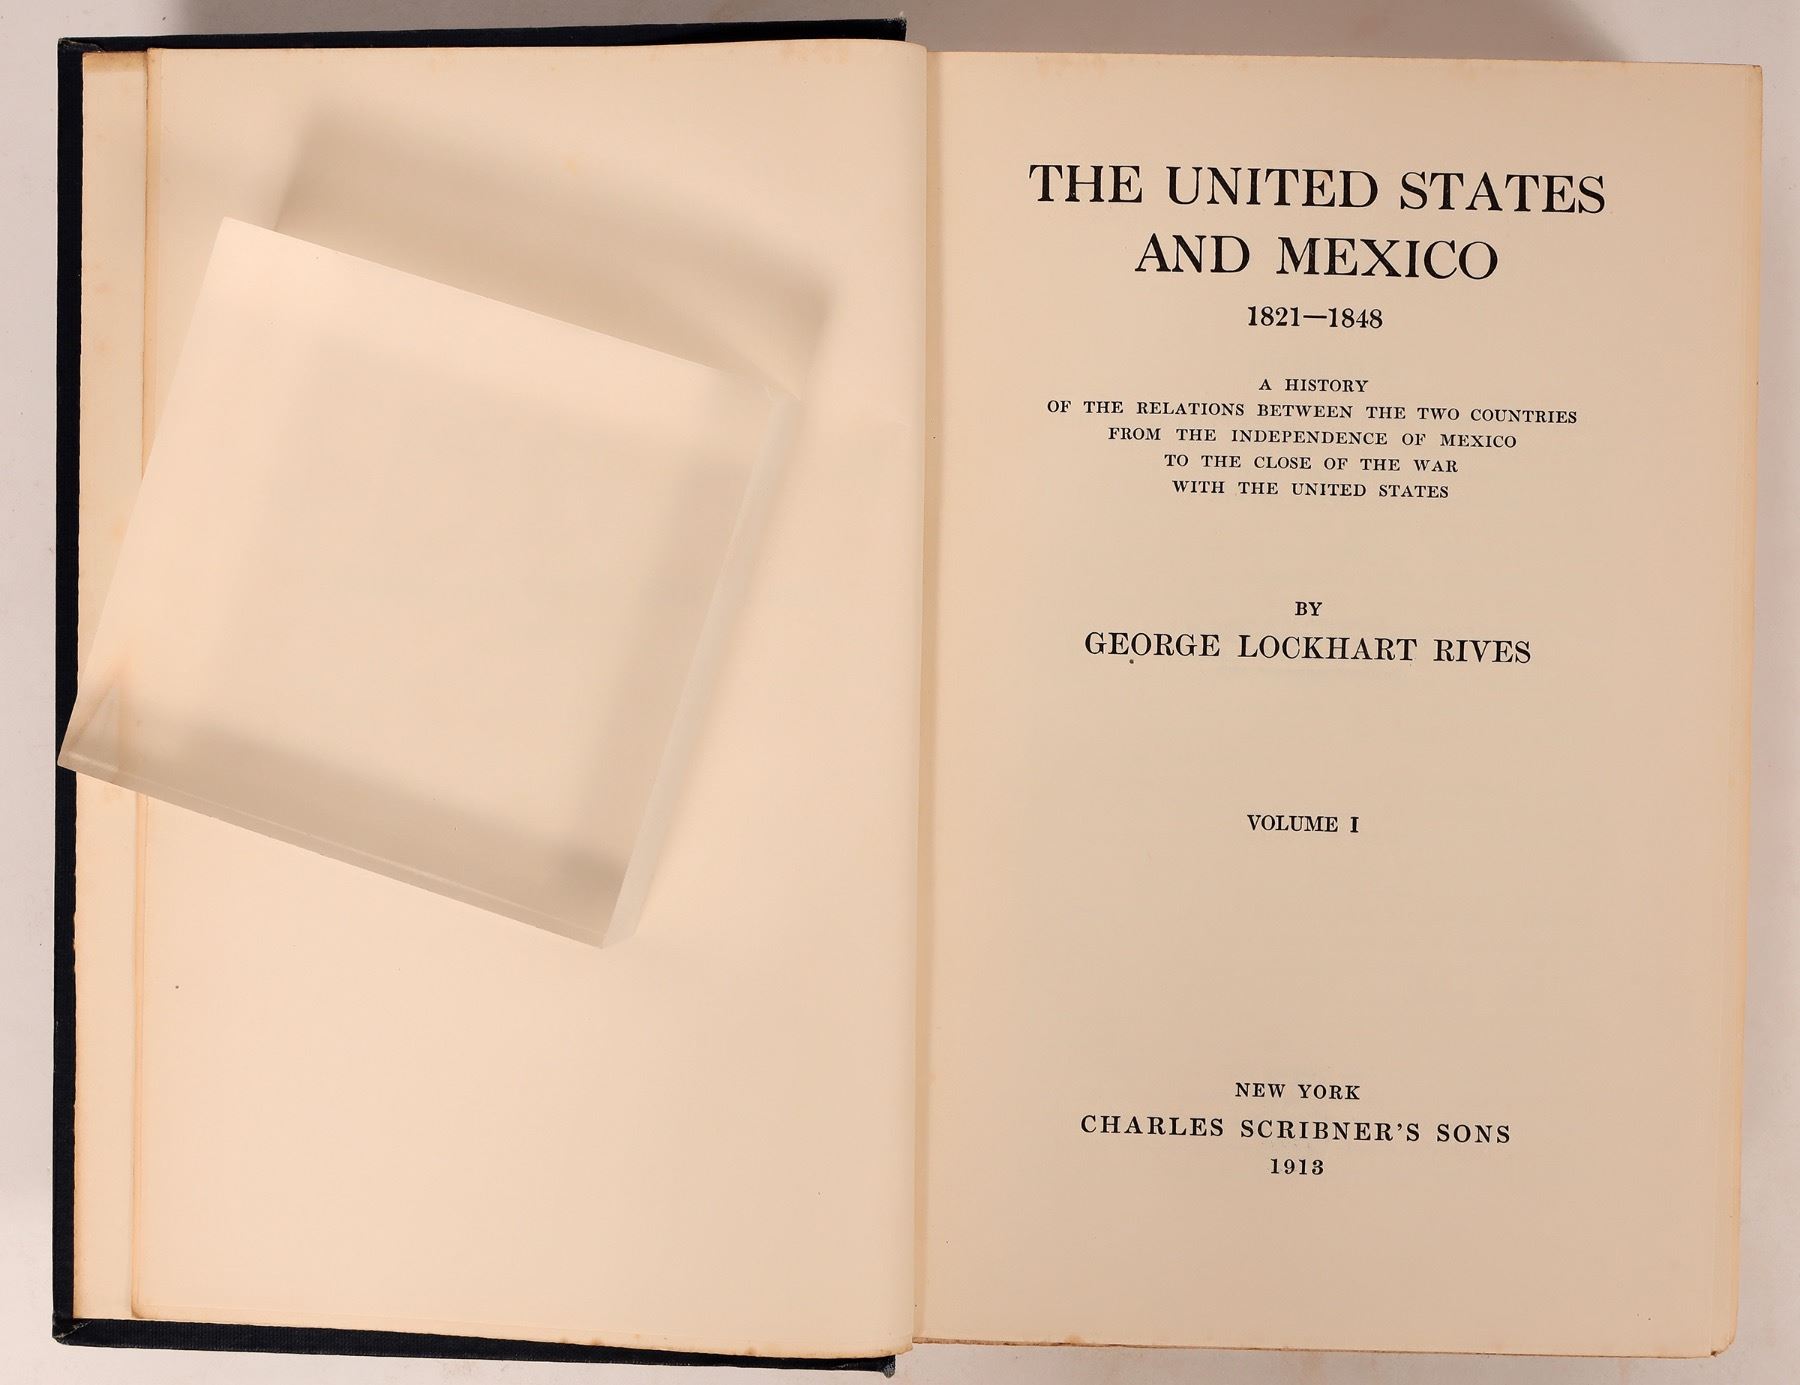 THE UNITED STATES
AND MEXICO
1821—1848
A HISTORY
OF THE RELATIONS BETWEEN THE TWO COUNTRIES
FROM THE INDEPENDENCE OF MEXICO
TO THE CLOSE OF THE WAR
WITH THE UNITED STATES
BY
GEORGE LOCKHART RIVES
VOLUME I
NEW YORK
CHARLES SCRIBNER'S SONS
1913